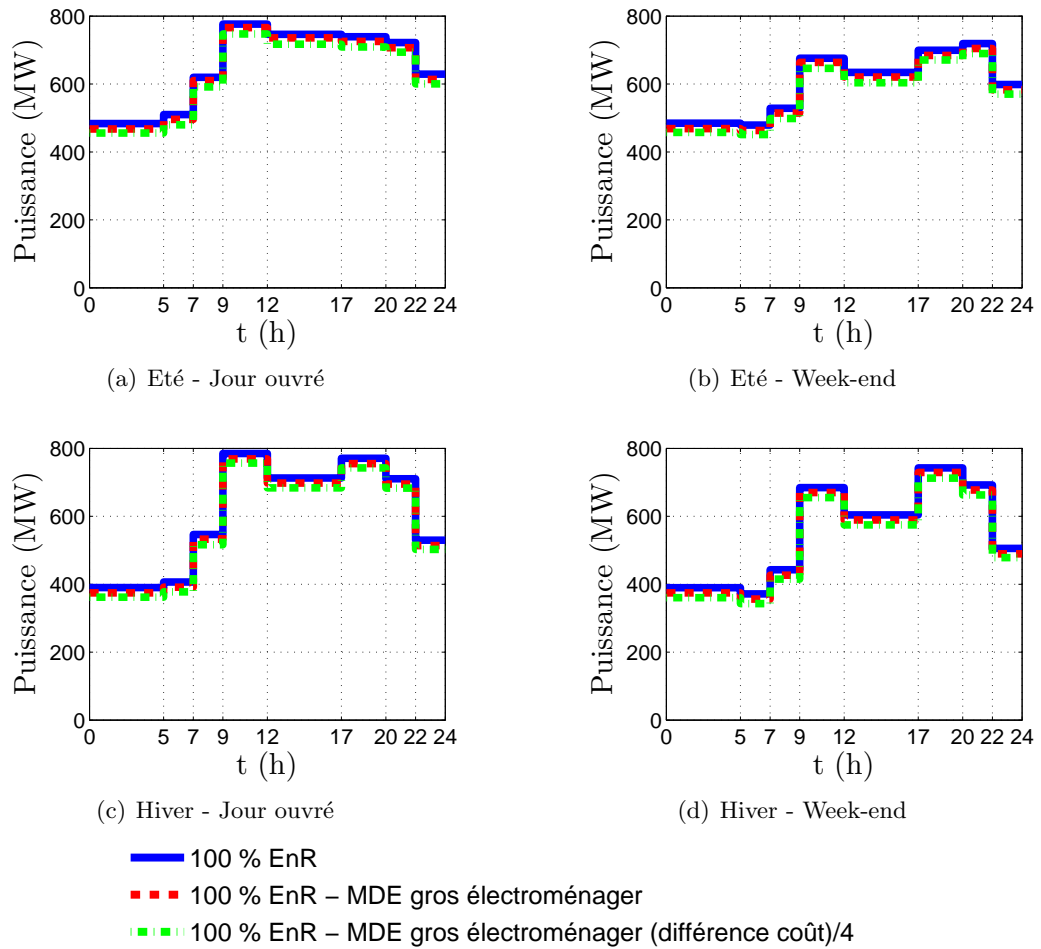 800
600
400
200
0
Puissance (MW)
0 5 7 9 12 17 20 22 24
t (h)
(a) Eté - Jour ouvré
800
600
400
200
0
Puissance (MW)
0 5 7 9 12 17 20 22 24
t (h)
(b) Eté - Week-end
800
600
400
200
0
Puissance (MW)
0 5 7 9 12 17 20 22 24
t (h)
(c) Hiver - Jour ouvré
800
600
400
200
0
Puissance (MW)
0 5 7 9 12 17 20 22 24
t (h)
(d) Hiver - Week-end
100 % EnR
100 % EnR − MDE gros électroménager
100 % EnR − MDE gros électroménager (différence coût)/4